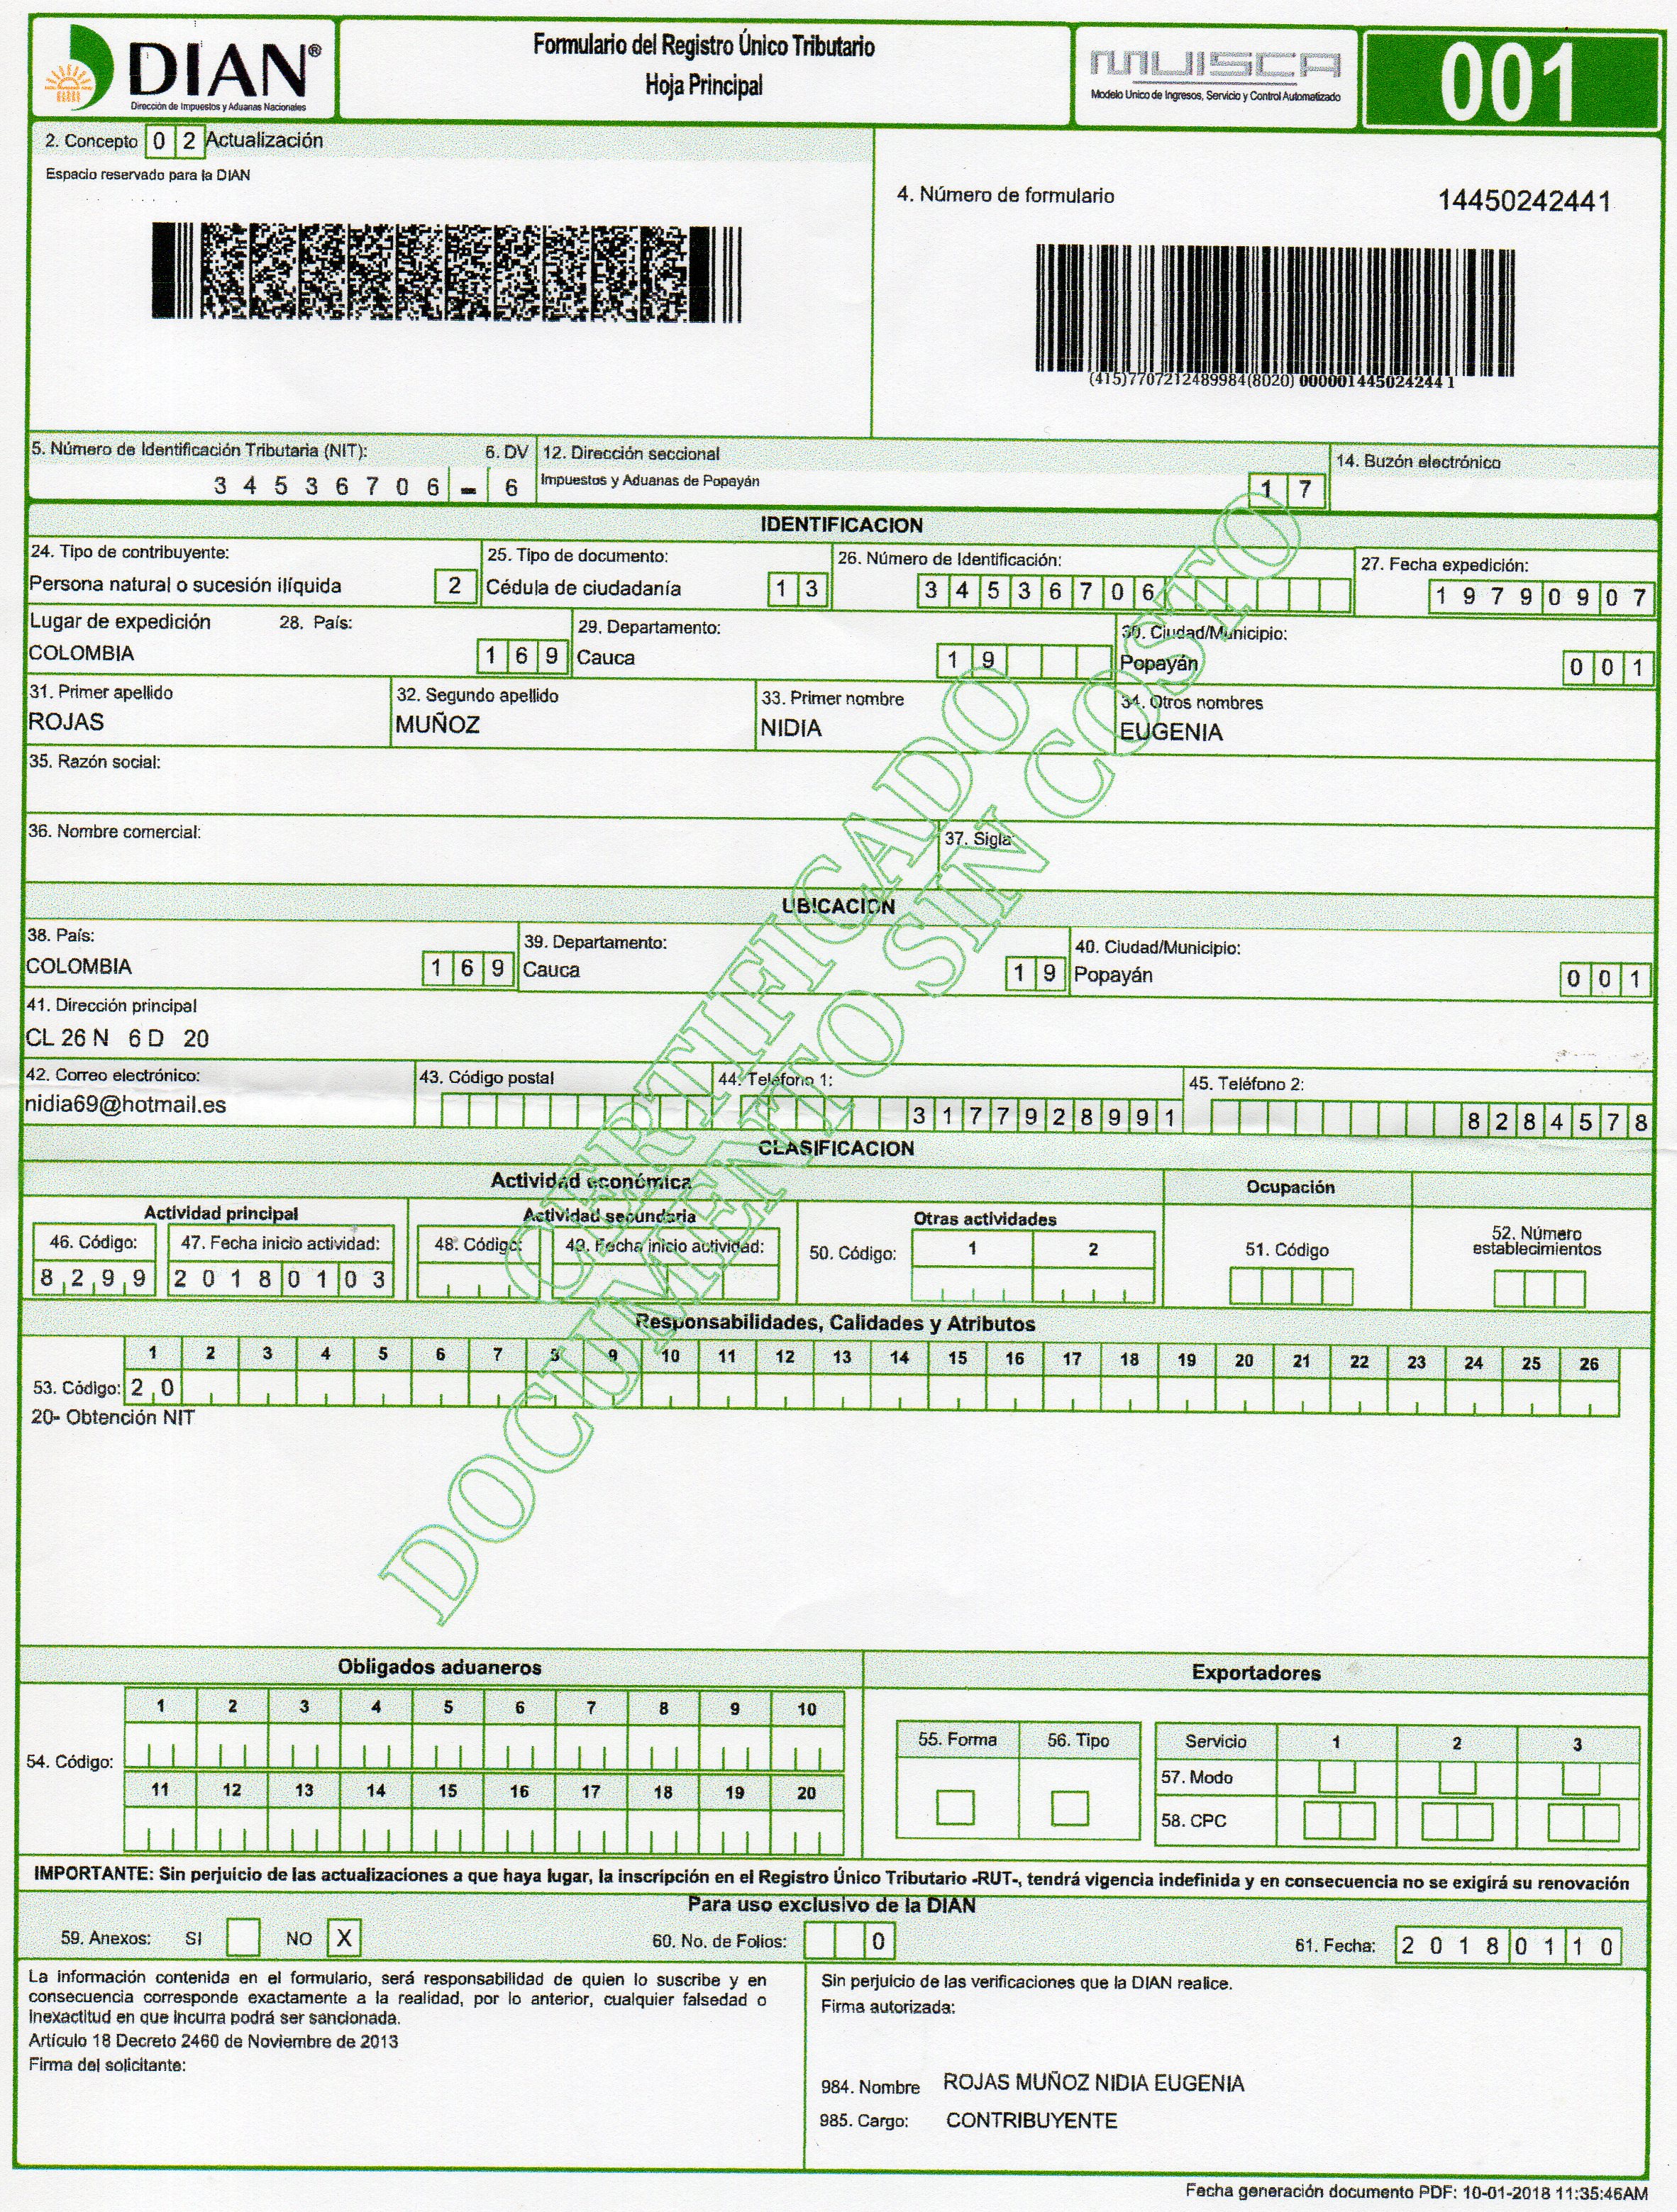 DIAN®
Dirección de Impuestos y Aduanas Nacionales
Formulario del Registro Único Tributario
Hoja Principal
MUISCA
Modelo Unico de Ingresos, Servicio y Control Automatizado
001
2. Concepto 0 2 Actualización
Espacio reservado para la DIAN
4. Número de formulario 14450242441
(415)7707212489984(8020) 000001445024244 1
5. Número de Identificación Tributaria (NIT): 6. DV 12. Dirección seccional 14. Buzón electrónico
3 4 5 3 6 7 0 6 - 6 Impuestos y Aduanas de Popayán 1 7
IDENTIFICACION
24. Tipo de contribuyente: 25. Tipo de documento: 26. Número de Identificación: 27. Fecha expedición:
Persona natural o sucesión ilíquida 2 Cédula de ciudadanía 1 3 3 4 5 3 6 7 0 6 1 9 7 9 0 9 0 7
Lugar de expedición 28. País: 29. Departamento: 30. Ciudad/Municipio:
COLOMBIA 1 6 9 Cauca 1 9 Popayán 0 0 1
31. Primer apellido 32. Segundo apellido 33. Primer nombre 34. Otros nombres
ROJAS MUÑOZ NIDIA EUGENIA
35. Razón social:
36. Nombre comercial: 37. Sigla:
UBICACION
38. País: 39. Departamento: 40. Ciudad/Municipio:
COLOMBIA 1 6 9 Cauca 1 9 Popayán 0 0 1
41. Dirección principal
CL 26 N 6 D 20
42. Correo electrónico: 43. Código postal 44. Teléfono 1: 45. Teléfono 2:
nidia69@hotmail.es 3 1 7 7 9 2 8 9 9 1 8 2 8 4 5 7 8
CLASIFICACION
Actividad económica Ocupación
Actividad principal Actividad secundaria Otras actividades 52. Número establecimientos
46. Código: 47. Fecha inicio actividad: 48. Código: 49. Fecha inicio actividad: 50. Código: 1 2 51. Código
8 2 9 9 2 0 1 8 0 1 0 3
Responsabilidades, Calidades y Atributos
1 2 3 4 5 6 7 8 9 10 11 12 13 14 15 16 17 18 19 20 21 22 23 24 25 26
53. Código: 2 0
20- Obtención NIT
CERTIFICADO
DOCUMENTO SIN COSTO
Obligados aduaneros Exportadores
1 2 3 4 5 6 7 8 9 10
54. Código:
11 12 13 14 15 16 17 18 19 20
55. Forma 56. Tipo Servicio 1 2 3
57. Modo
58. CPC
IMPORTANTE: Sin perjuicio de las actualizaciones a que haya lugar, la inscripción en el Registro Único Tributario -RUT-, tendrá vigencia indefinida y en consecuencia no se exigirá su renovación
Para uso exclusivo de la DIAN
59. Anexos: SI NO X 60. No. de Folios: 0 61. Fecha: 2 0 1 8 0 1 1 0
La información contenida en el formulario, será responsabilidad de quien lo suscribe y en
consecuencia corresponde exactamente a la realidad, por lo anterior, cualquier falsedad o
inexactitud en que incurra podrá ser sancionada.
Artículo 18 Decreto 2460 de Noviembre de 2013
Firma del solicitante:
Sin perjuicio de las verificaciones que la DIAN realice.
Firma autorizada:
984. Nombre ROJAS MUÑOZ NIDIA EUGENIA
985. Cargo: CONTRIBUYENTE
Fecha generación documento PDF: 10-01-2018 11:35:46AM